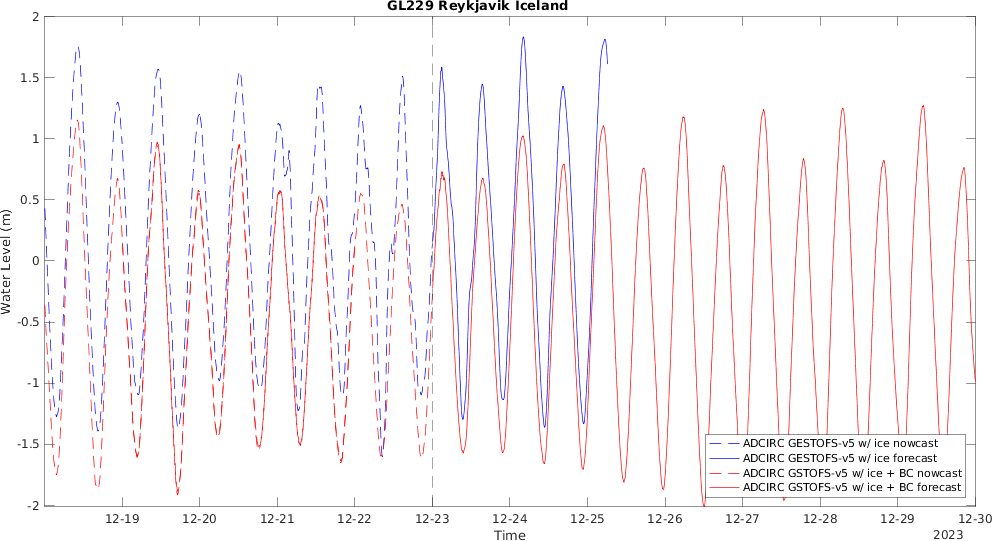 GL229 Reykjavik Iceland
Water Level (m)
2
1.5
1
0.5
0
-0.5
-1
-1.5
-2
ADCIRC GESTOFS-v5 w/ ice nowcast
ADCIRC GESTOFS-v5 w/ ice forecast
ADCIRC GSTOFS-v5 w/ ice + BC nowcast
ADCIRC GSTOFS-v5 w/ ice + BC forecast
12-19 12-20 12-21 12-22 12-23 12-24 12-25 12-26 12-27 12-28 12-29 12-30
Time
2023